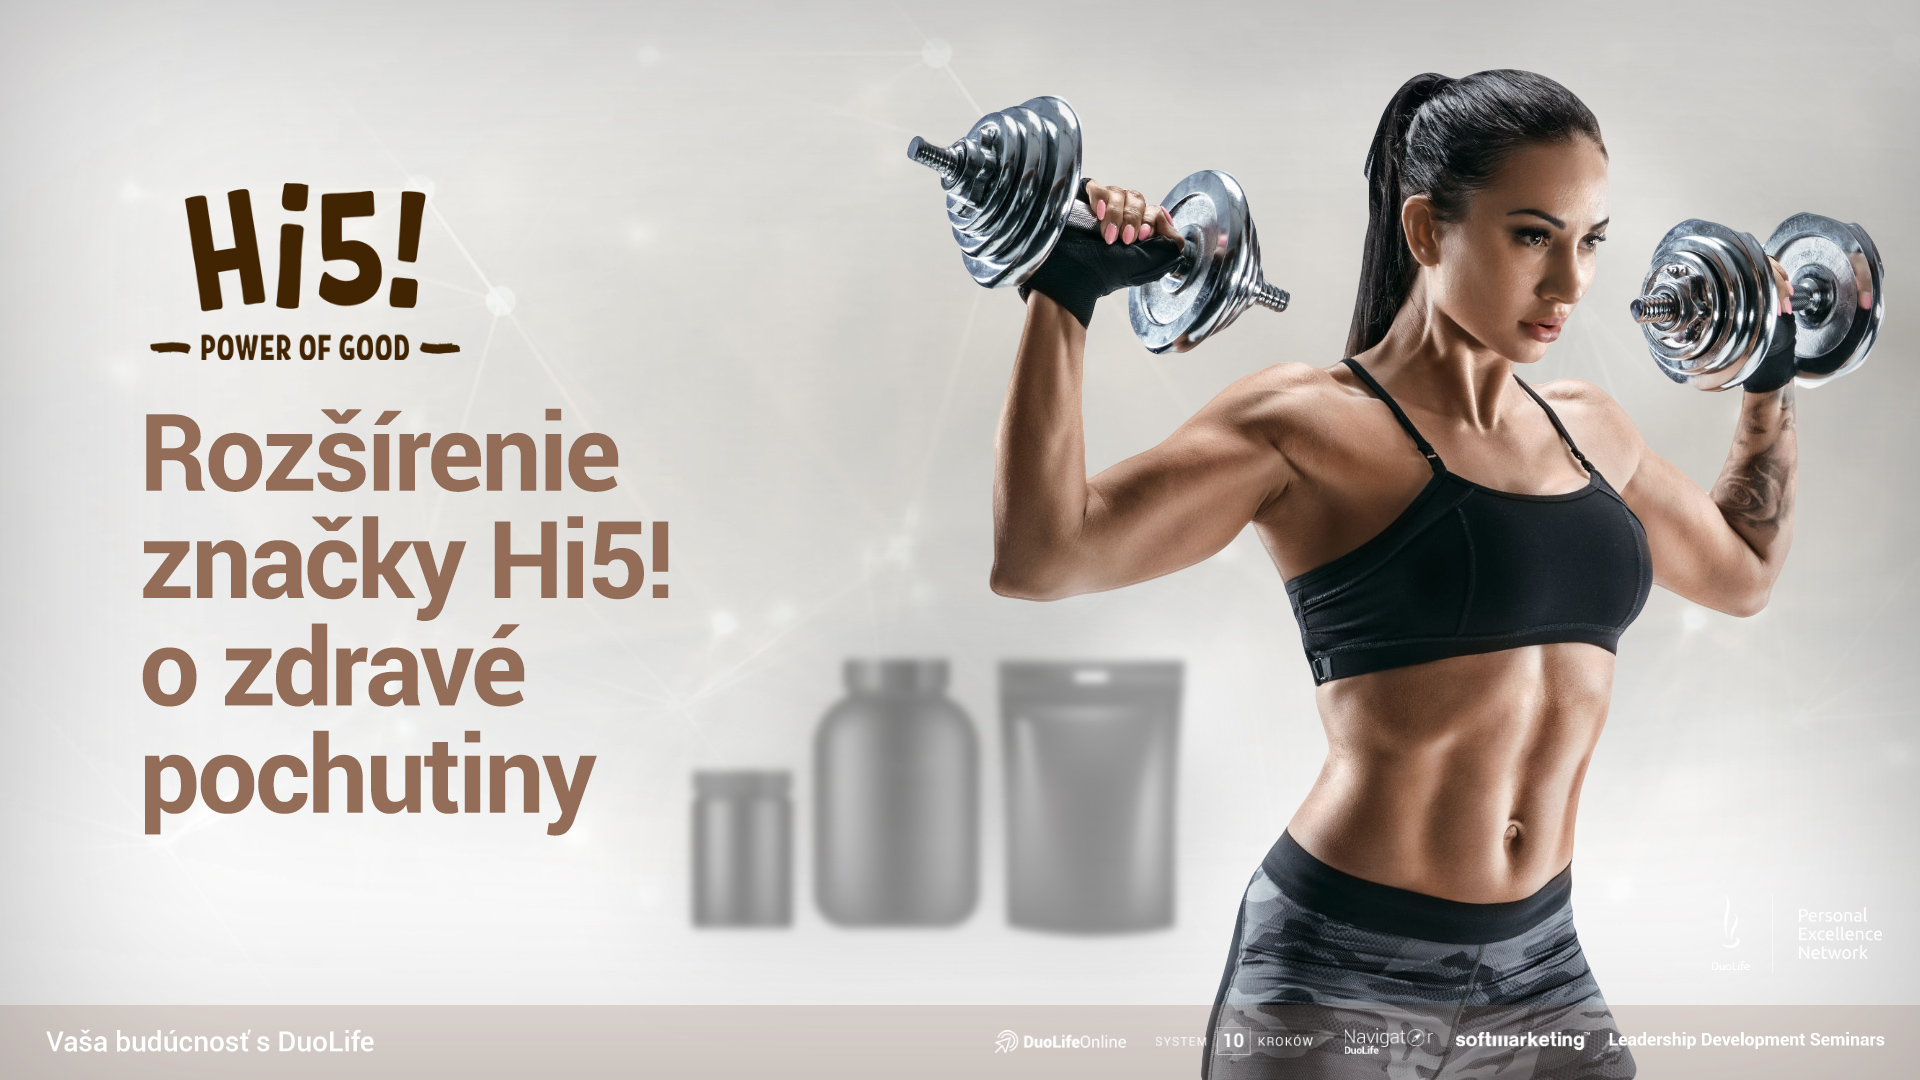 Hi5!
POWER OF GOOD
Rozšírenie
značky Hi5!
o zdravé
pochutiny
DuoLife
Personal
Excellence
Network
Vaša budúcnosť s DuoLife
DuoLifeOnline
SYSTEM 10 KROKÓW
Navigator
DuoLife
softmarketing™
Leadership Development Seminars